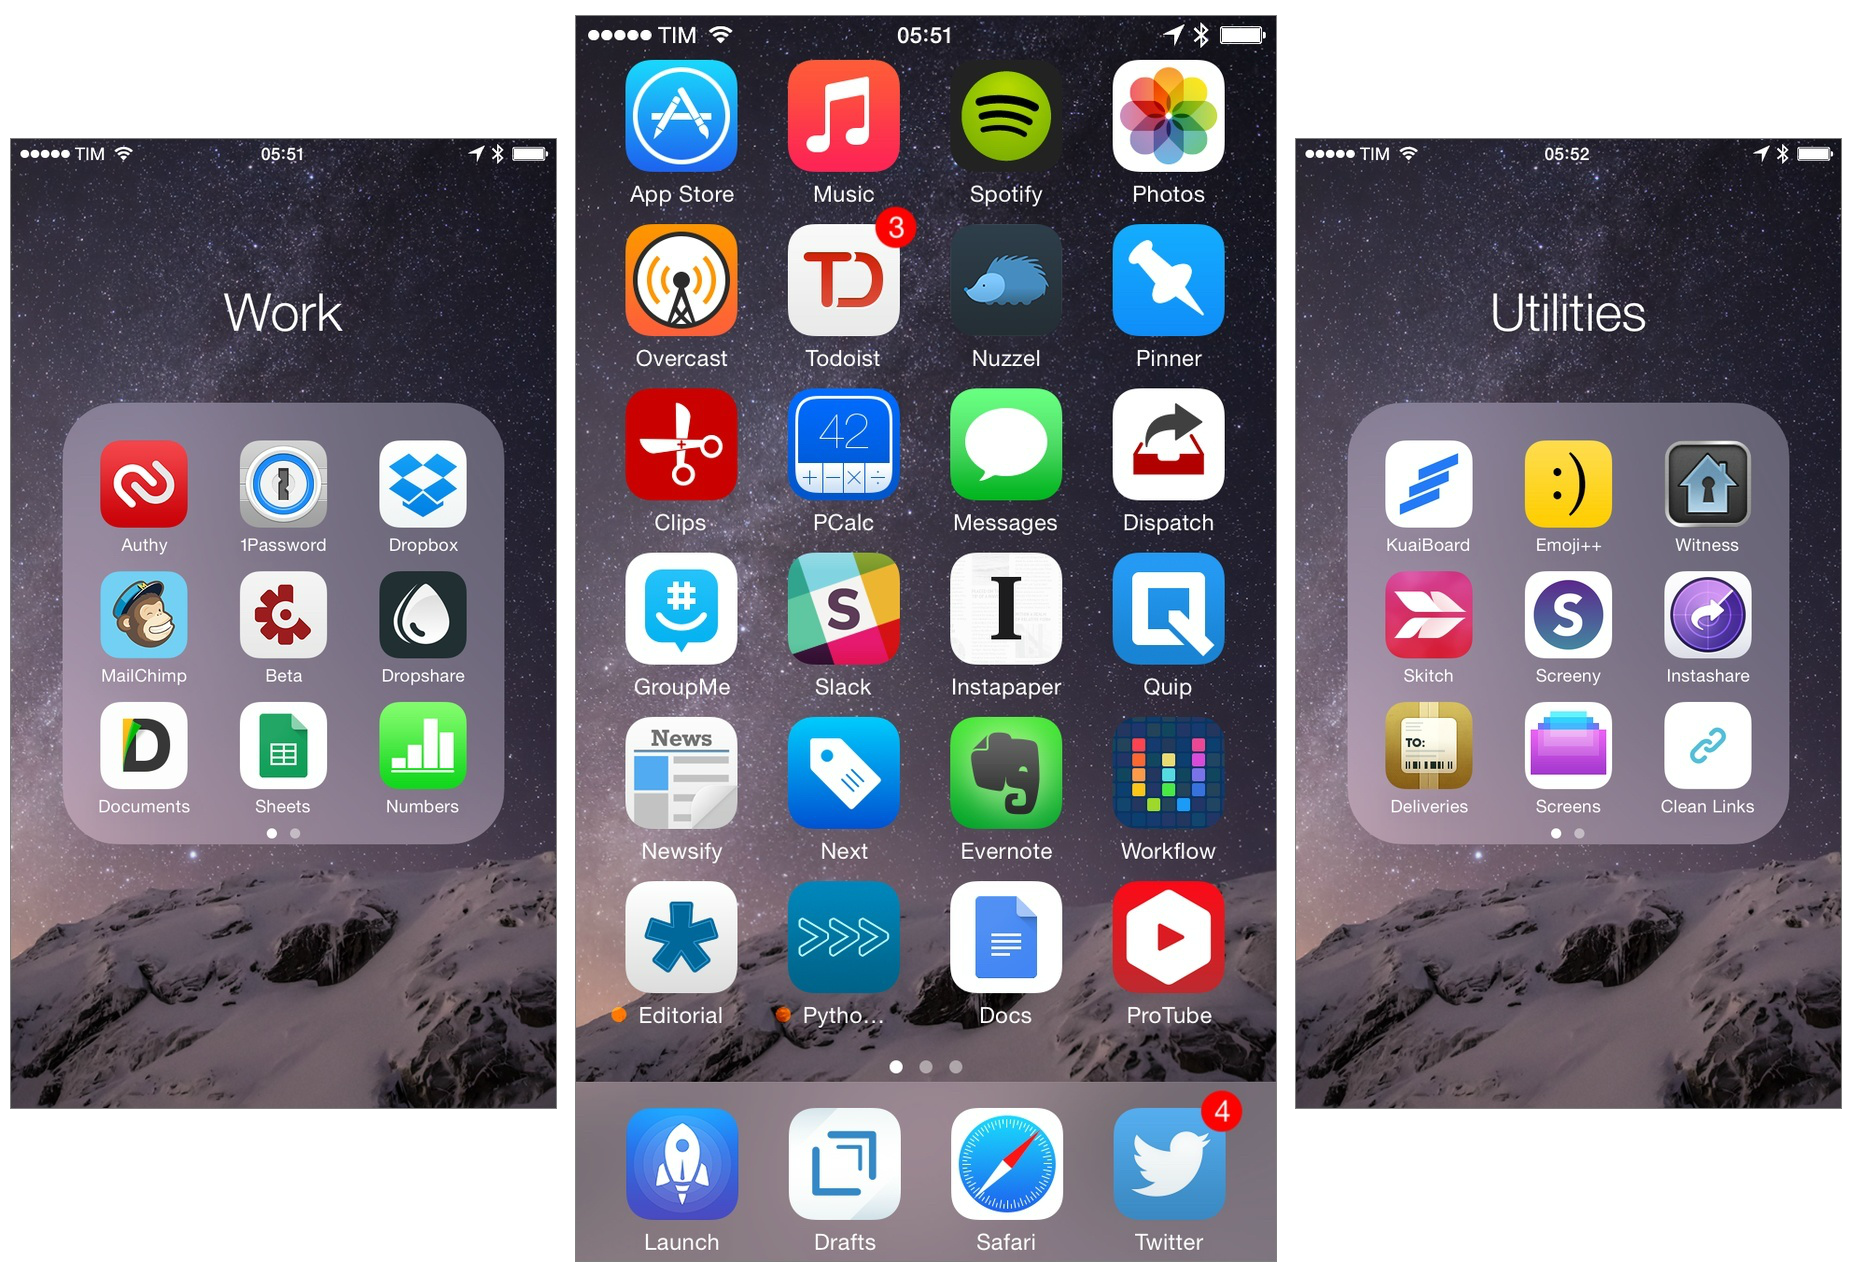 TIM 05:51
Work
Authy 1Password Dropbox
MailChimp Beta Dropshare
Documents Sheets Numbers
TIM 05:51
App Store Music Spotify Photos
3
TD
Overcast Todoist Nuzzel Pinner
42
+ − × ÷
Clips PCalc Messages Dispatch
# S I Q
GroupMe Slack Instapaper Quip
News
Newsify Next Evernote Workflow
Editorial Pytho... Docs ProTube
4
Launch Drafts Safari Twitter
TIM 05:52
Utilities
:)
KuaiBoard Emoji++ Witness
S
Skitch Screeny Instashare
TO:
Deliveries Screens Clean Links